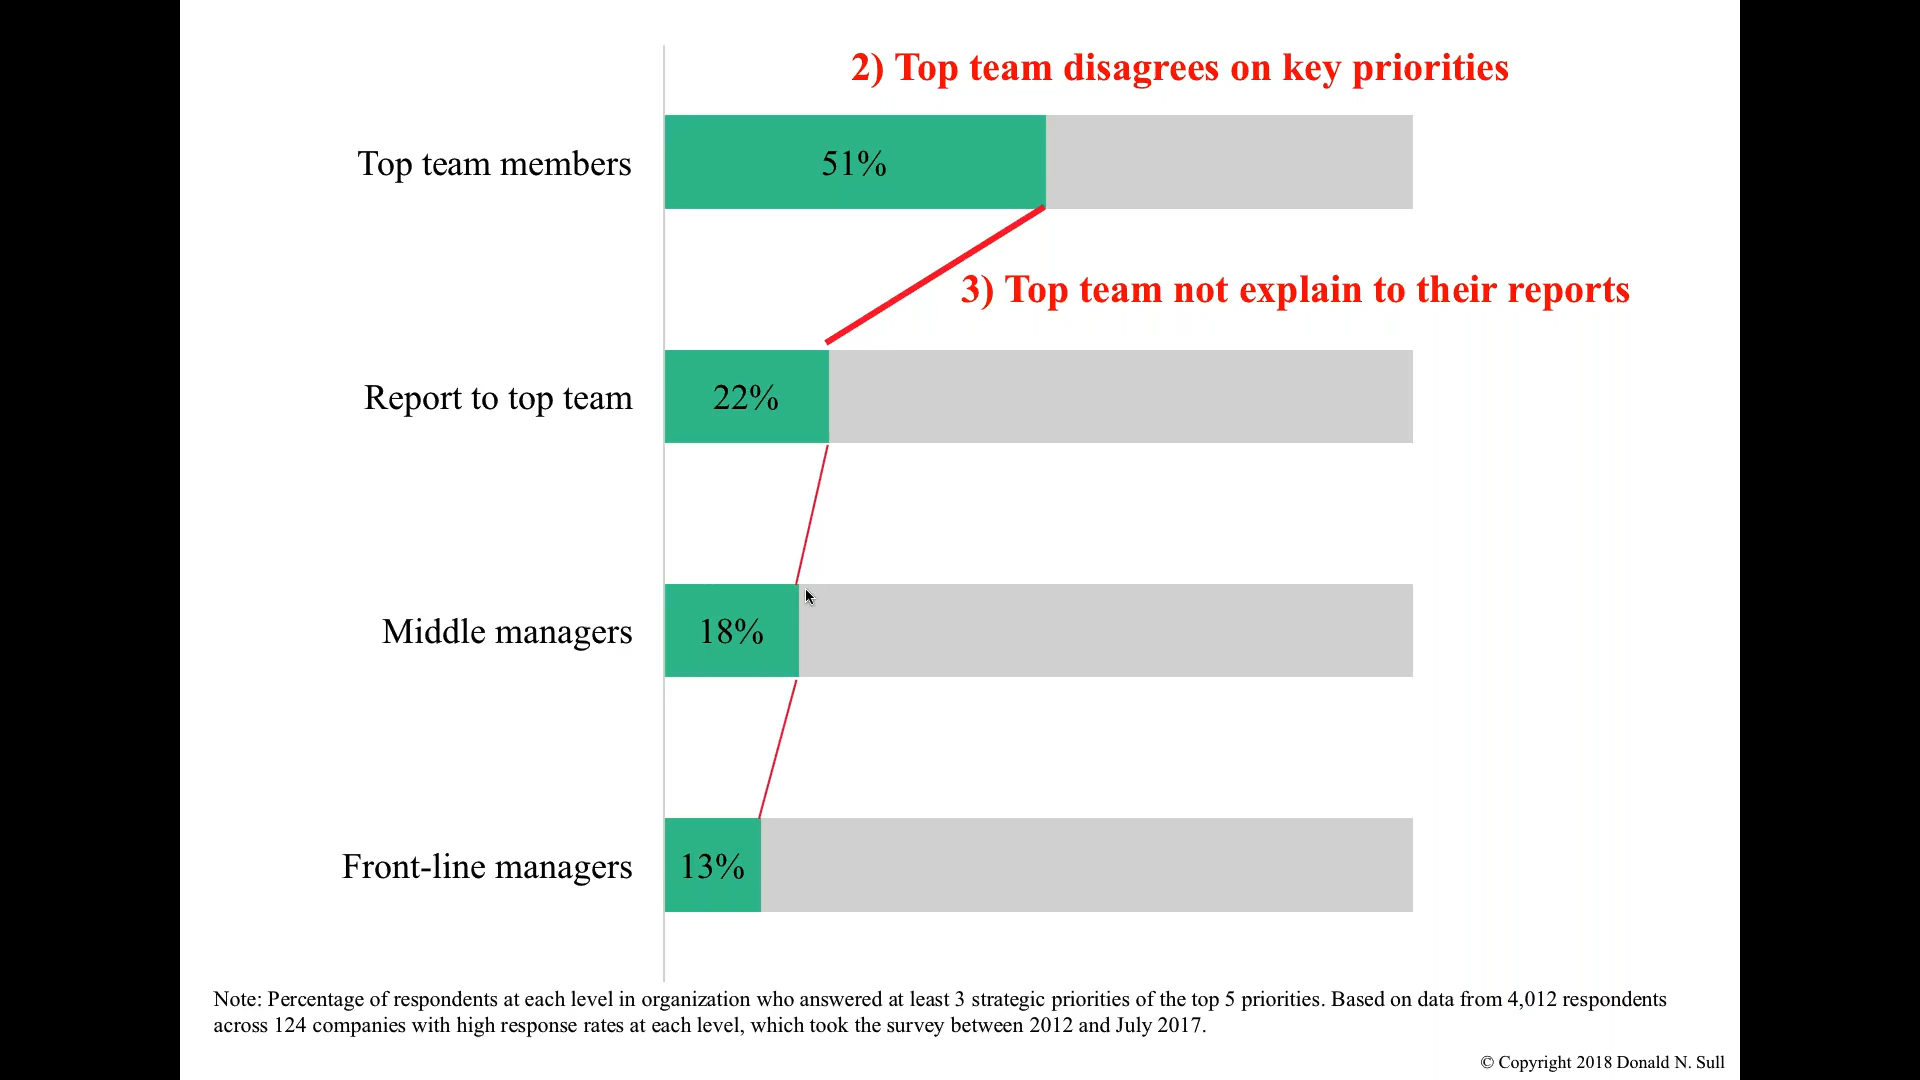 2) Top team disagrees on key priorities
Top team members
51%
3) Top team not explain to their reports
Report to top team
22%
Middle managers
18%
Front-line managers
13%
Note: Percentage of respondents at each level in organization who answered at least 3 strategic priorities of the top 5 priorities. Based on data from 4,012 respondents
across 124 companies with high response rates at each level, which took the survey between 2012 and July 2017.
© Copyright 2018 Donald N. Sull